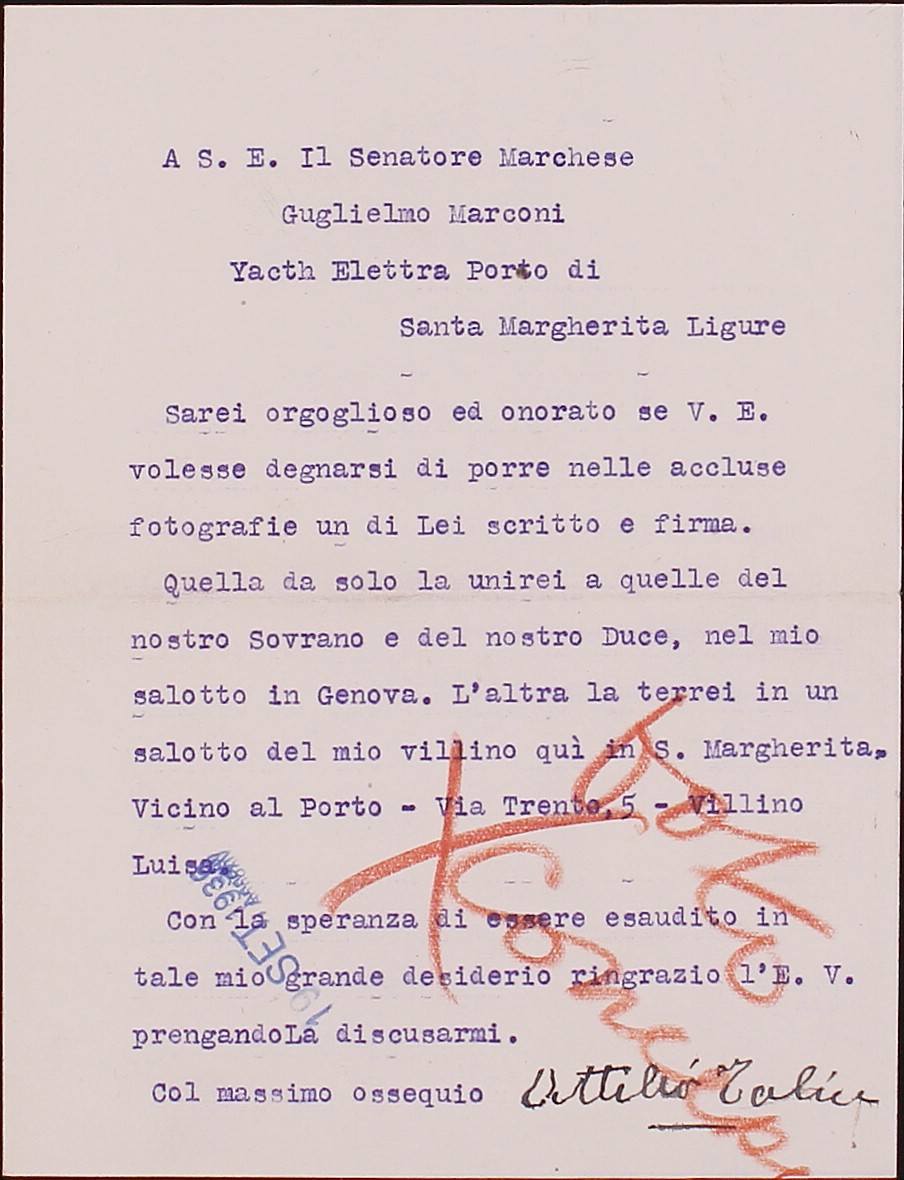 A S. E. Il Senatore Marchese
Guglielmo Marconi
Yacth Elettra Porto di
Santa Margherita Ligure
Sarei orgoglioso ed onorato se V. E.
volesse degnarsi di porre nelle accluse
fotografie un di Lei scritto e firma.
Quella da solo la unirei a quelle del
nostro Sovrano e del nostro Duce, nel mio
salotto in Genova. L'altra la terrei in un
salotto del mio villino quì in S. Margherita.
Vicino al Porto - Via Trento,5 - Villino
Luisa.
Con la speranza di essere esaudito in
tale mio grande desiderio ringrazio l'E. V.
prengandoLa discusarmi.
Col massimo ossequio
Attilio
19 SET. 1936